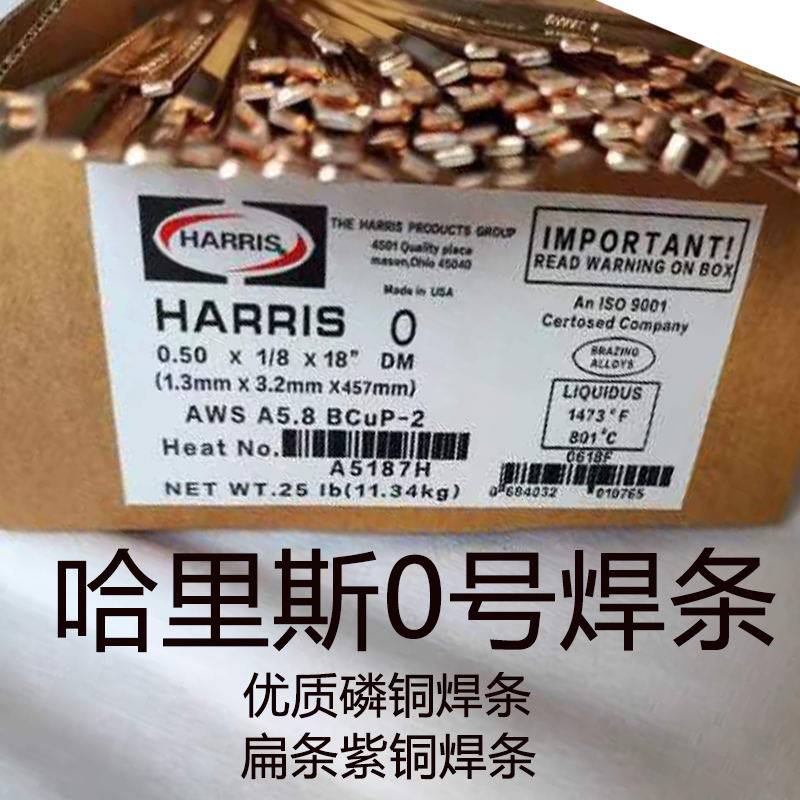 HARRIS
THE HARRIS PRODUCTS GROUP
4501 Quality place
mason,Ohio 45040
Made in USA
IMPORTANT!
READ WARNING ON BOX
HARRIS 0
0.50 x 1/8 x 18" DM
(1.3mm x 3.2mm X457mm)
AWS A5.8 BCuP-2
Heat No.
A5187H
NET WT.25 lb(11.34kg)
An ISO 9001
Certosed Company
BRAZING
ALLOYS
LIQUIDUS
1473°F
801°C
0618F
0 684032 010765
哈里斯0号焊条
优质磷铜焊条
扁条紫铜焊条